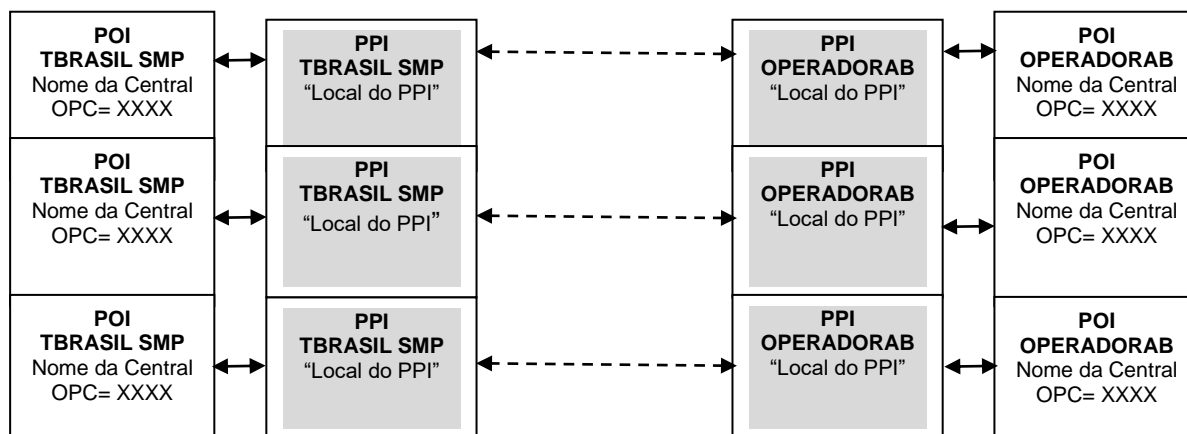 POI
TBRASIL SMP
Nome da Central
OPC= XXXX
PPI
TBRASIL SMP
“Local do PPI”
PPI
OPERADORAB
“Local do PPI”
POI
OPERADORAB
Nome da Central
OPC= XXXX
POI
TBRASIL SMP
Nome da Central
OPC= XXXX
PPI
TBRASIL SMP
“Local do PPI”
PPI
OPERADORAB
“Local do PPI”
POI
OPERADORAB
Nome da Central
OPC= XXXX
POI
TBRASIL SMP
Nome da Central
OPC= XXXX
PPI
TBRASIL SMP
“Local do PPI”
PPI
OPERADORAB
“Local do PPI”
POI
OPERADORAB
Nome da Central
OPC= XXXX